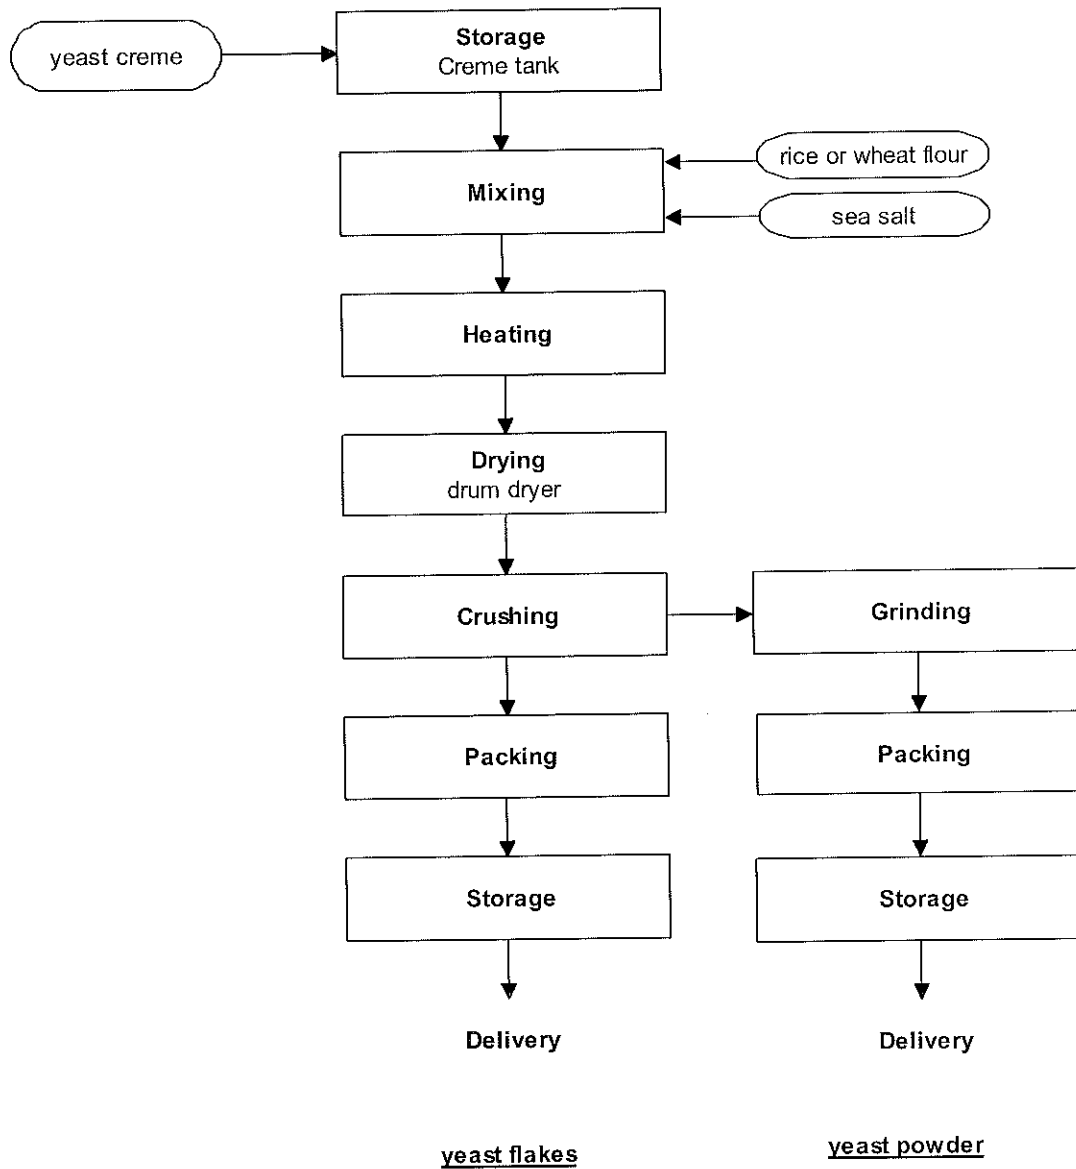 yeast creme
Storage
Creme tank
Mixing
rice or wheat flour
sea salt
Heating
Drying
drum dryer
Crushing
Grinding
Packing
Packing
Storage
Storage
Delivery
Delivery
yeast flakes
yeast powder